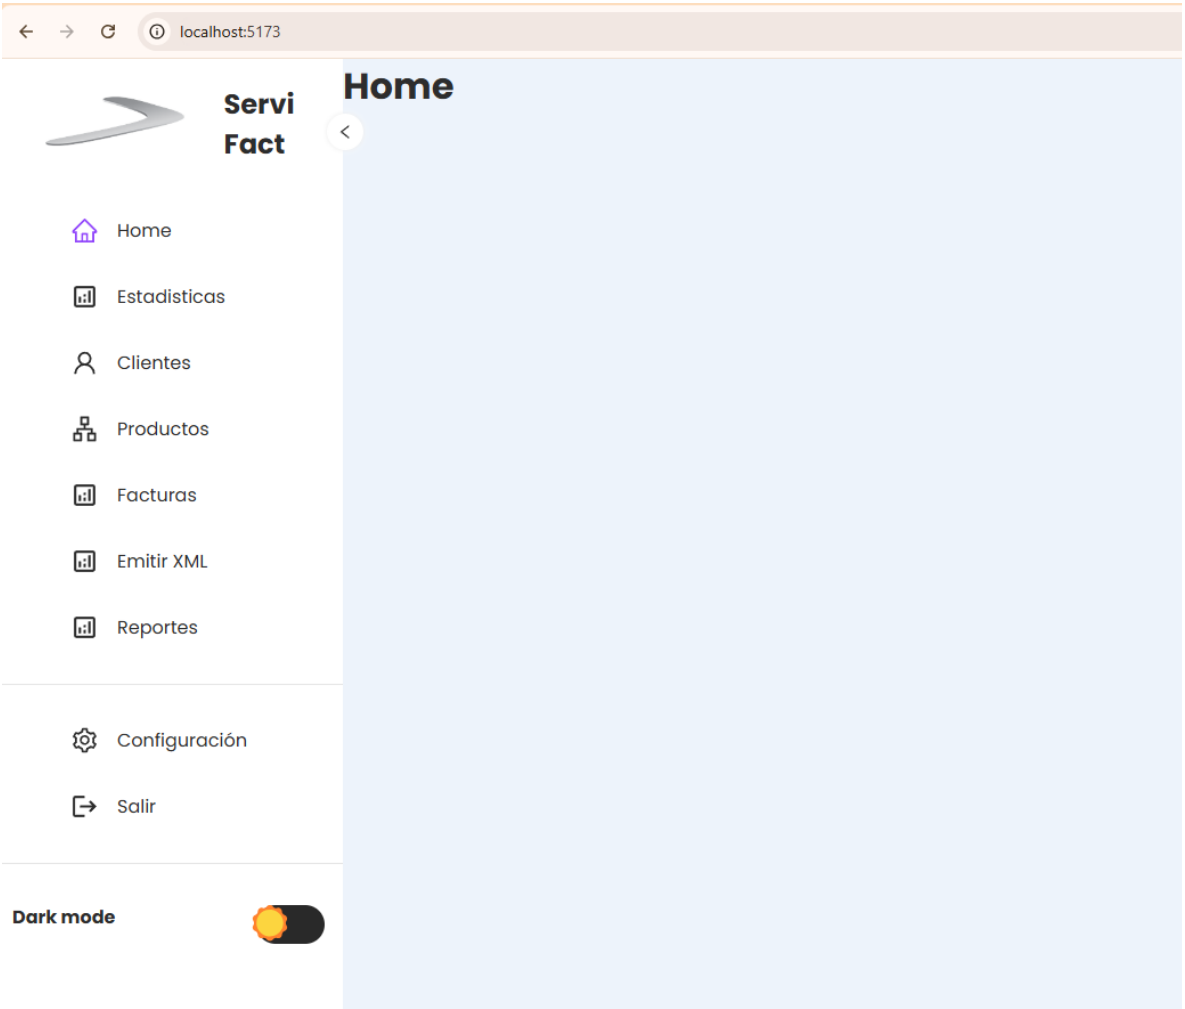 localhost:5173
Servi
Fact
Home
Home
Estadisticas
Clientes
Productos
Facturas
Emitir XML
Reportes
Configuración
Salir
Dark mode